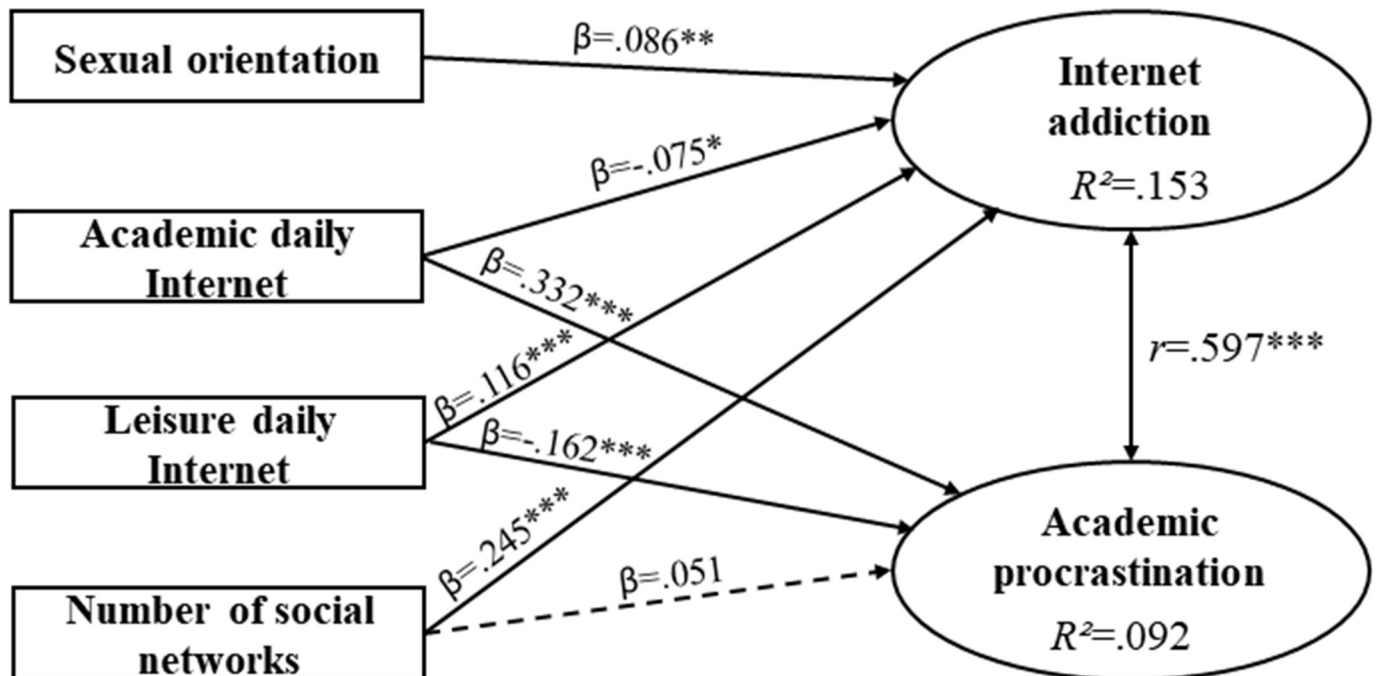 Sexual orientation
β=.086**
Internet
addiction
R²=.153
β=-.075*
Academic daily
Internet
β=.332***
β=.116***
r=.597***
Leisure daily
Internet
β=-.162***
β=.245***
Academic
procrastination
R²=.092
β=.051
Number of social
networks